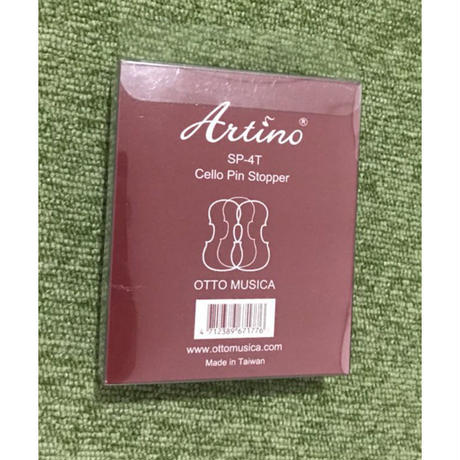 Artino®
SP-4T
Cello Pin Stopper
OTTO MUSICA
4 712389 671776
www.ottomusica.com
Made in Taiwan